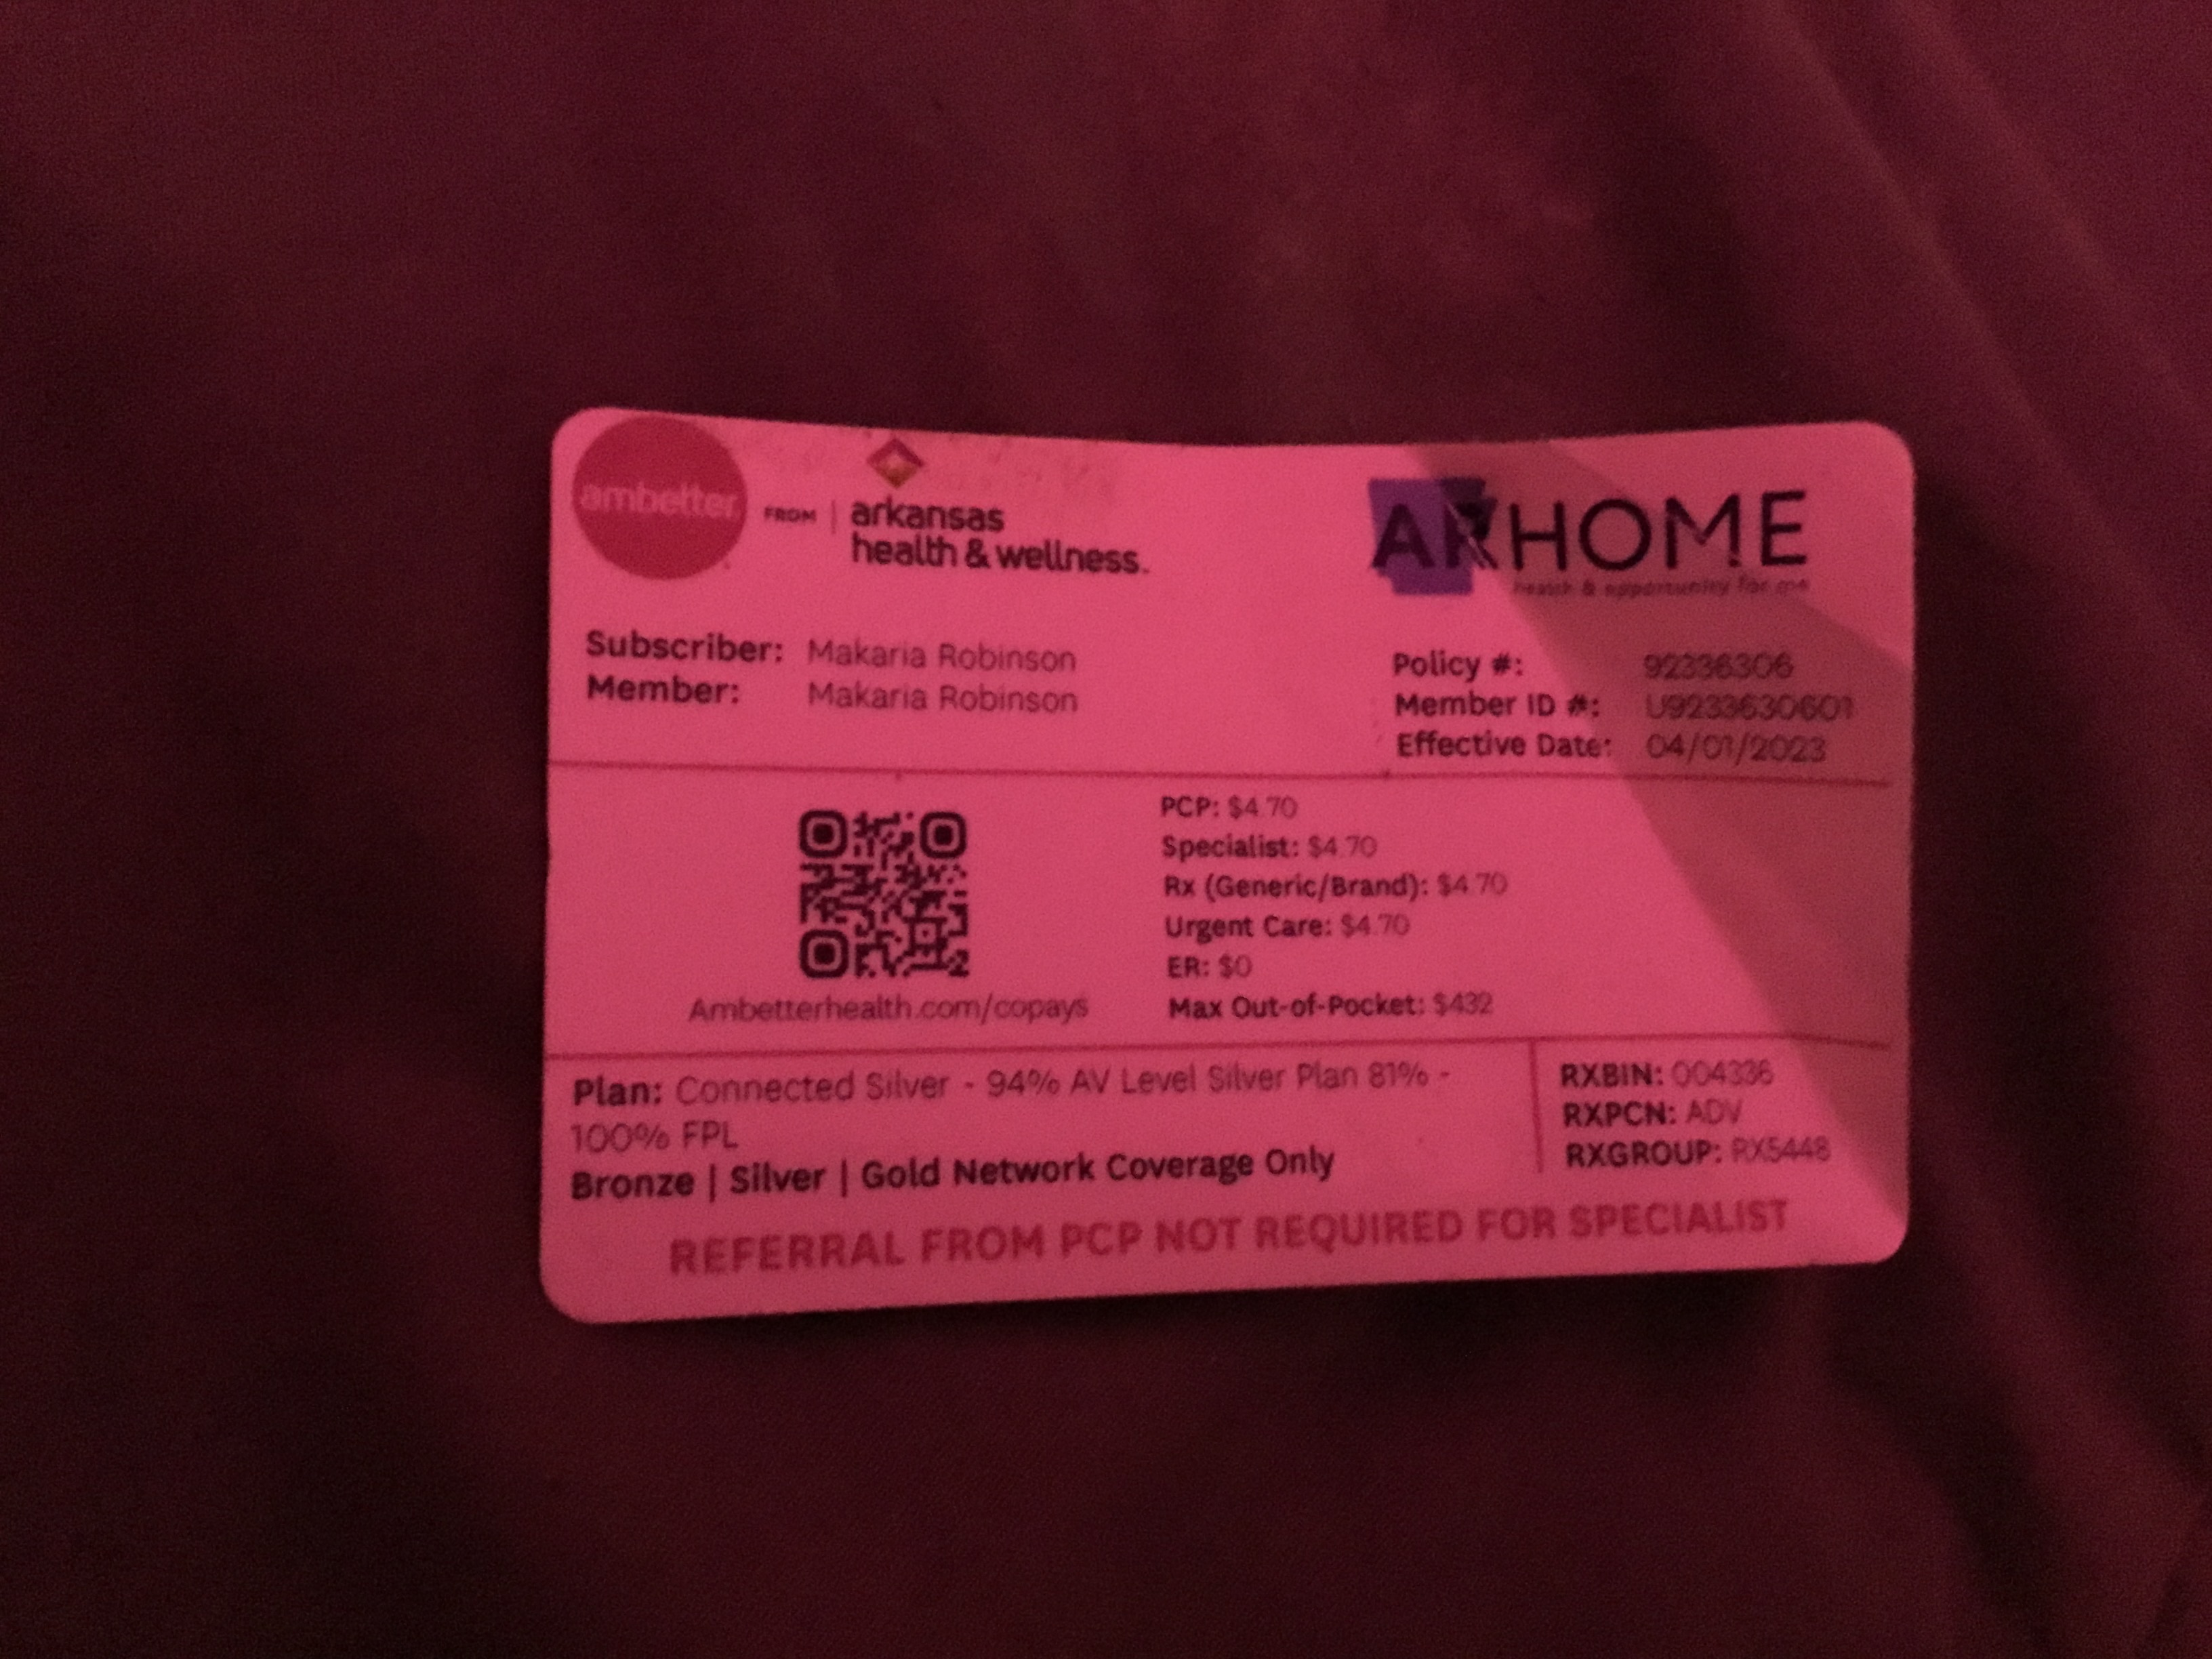 ambetter
FROM | arkansas
health & wellness.
ARHOME
health & opportunity for me
Subscriber: Makaria Robinson
Member: Makaria Robinson
Policy #: 92336306
Member ID #: U9233630601
Effective Date: 04/01/2023
Ambetterhealth.com/copays
PCP: $4.70
Specialist: $4.70
Rx (Generic/Brand): $4.70
Urgent Care: $4.70
ER: $0
Max Out-of-Pocket: $432
Plan: Connected Silver - 94% AV Level Silver Plan 81% -
100% FPL
Bronze | Silver | Gold Network Coverage Only
RXBIN: 004336
RXPCN: ADV
RXGROUP: RX5448
REFERRAL FROM PCP NOT REQUIRED FOR SPECIALIST